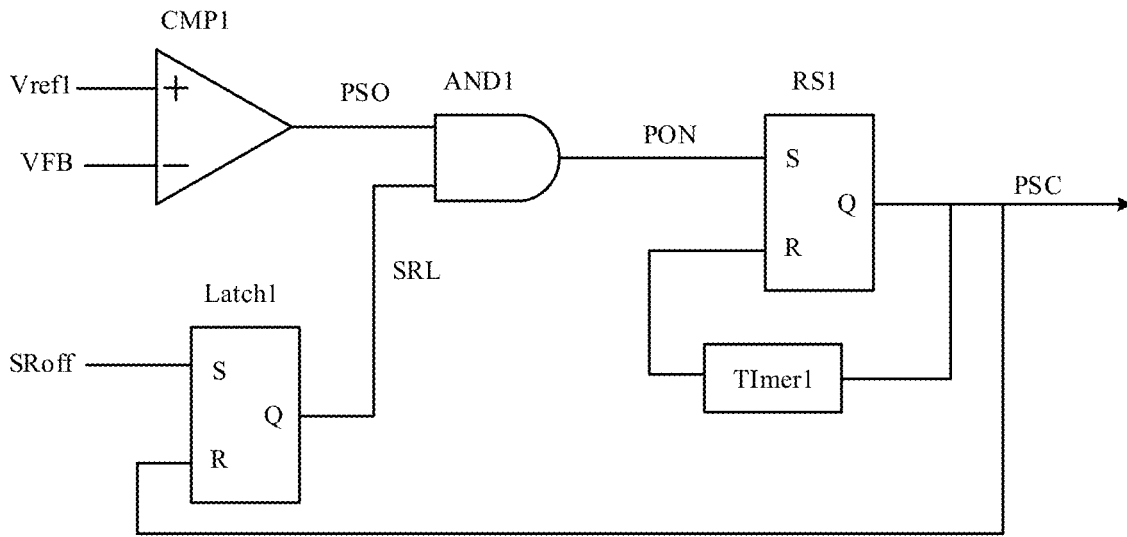 CMP1
Vref1
+
VFB
−
PSO
AND1
PON
RS1
S
R
Q
PSC
SRL
Latch1
SRoff
S
R
Q
TImer1